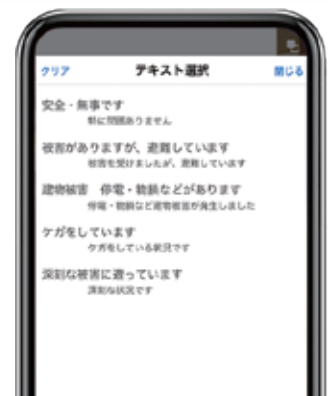 クリア テキスト選択 閉じる
安全・無事です
特に問題ありません
被害がありますが、避難しています
被害を受けましたが、避難しています
建物被害 停電・物損などがあります
停電・物損など建物被害が発生しました
ケガをしています
ケガをしている状況です
深刻な被害に遭っています
深刻な状況です